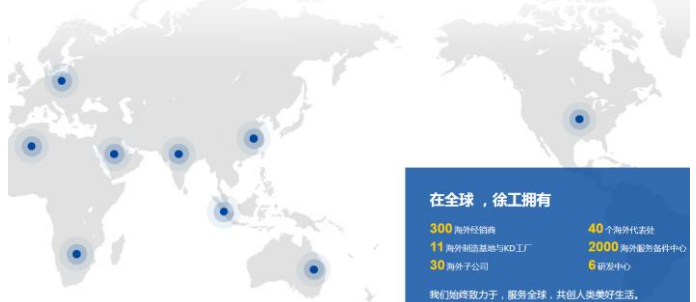 在全球 ，徐工拥有
300 海外经销商 40 个海外代表处
11 海外制造基地与KD工厂 2000 海外服务备件中心
30 海外子公司 6 研发中心
我们始终致力于，服务全球，共创人类美好生活。